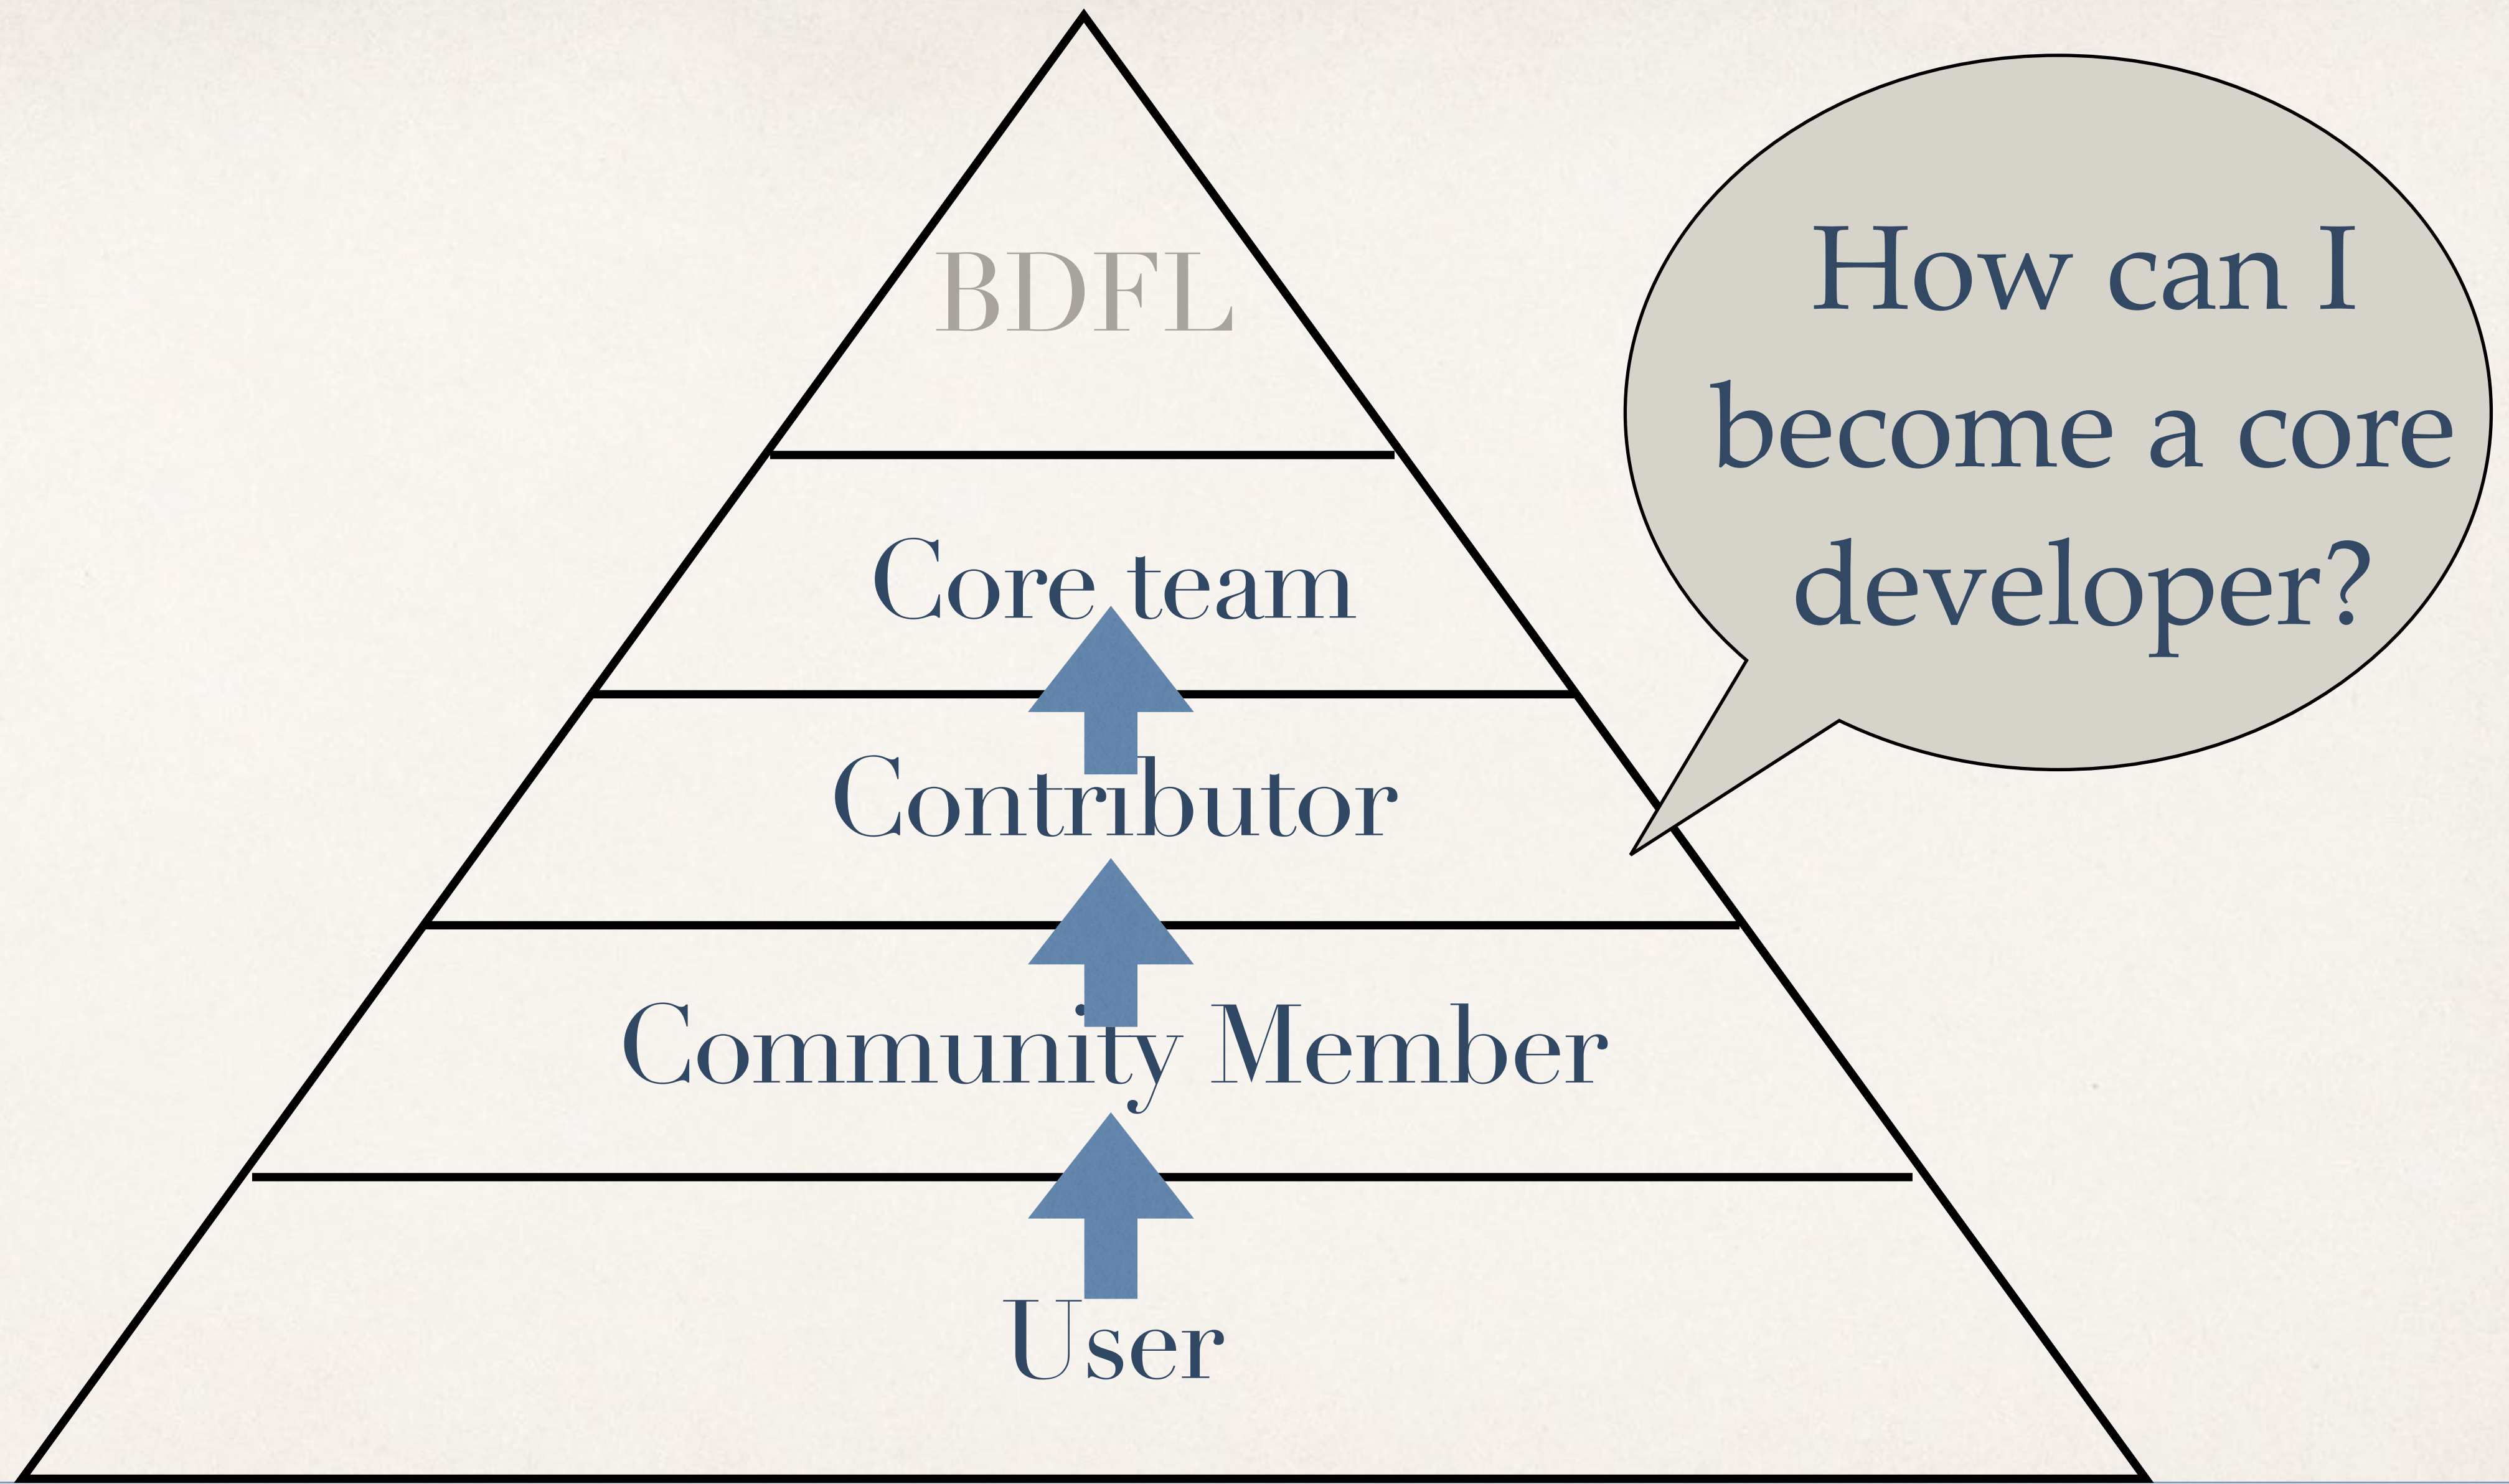 BDFL
Core team
Contributor
Community Member
User
How can I
become a core
developer?